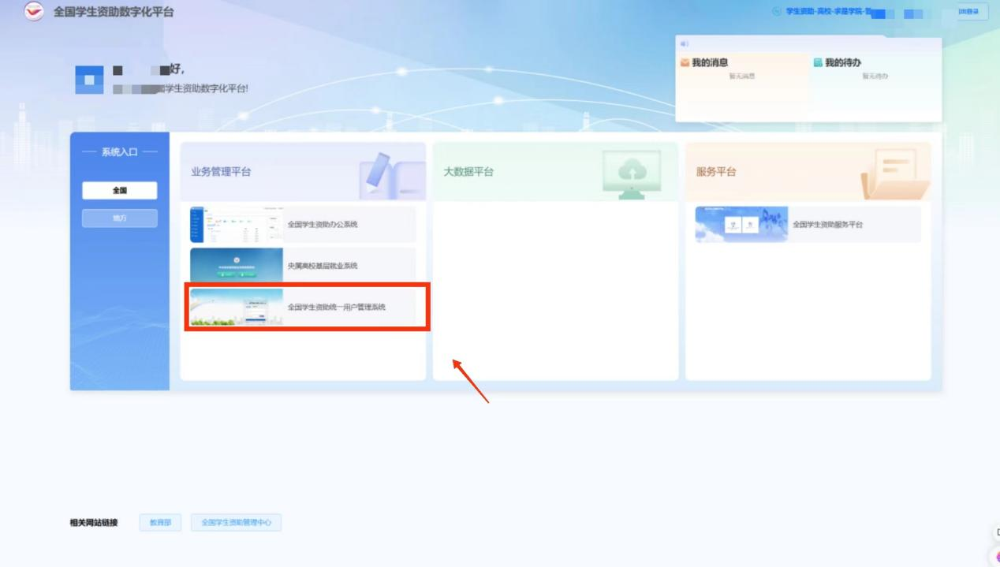 全国学生资助数字化平台
学生资助-高校-求是学院-
出登录
好，
学生资助数字化平台!
我的消息
暂无消息
我的待办
暂无待办
系统入口
全国
地方
业务管理平台
全国学生资助办公系统
央属高校基层就业系统
全国学生资助统一用户管理系统
大数据平台
服务平台
全国学生资助服务平台
相关网站链接
教育部
全国学生资助管理中心